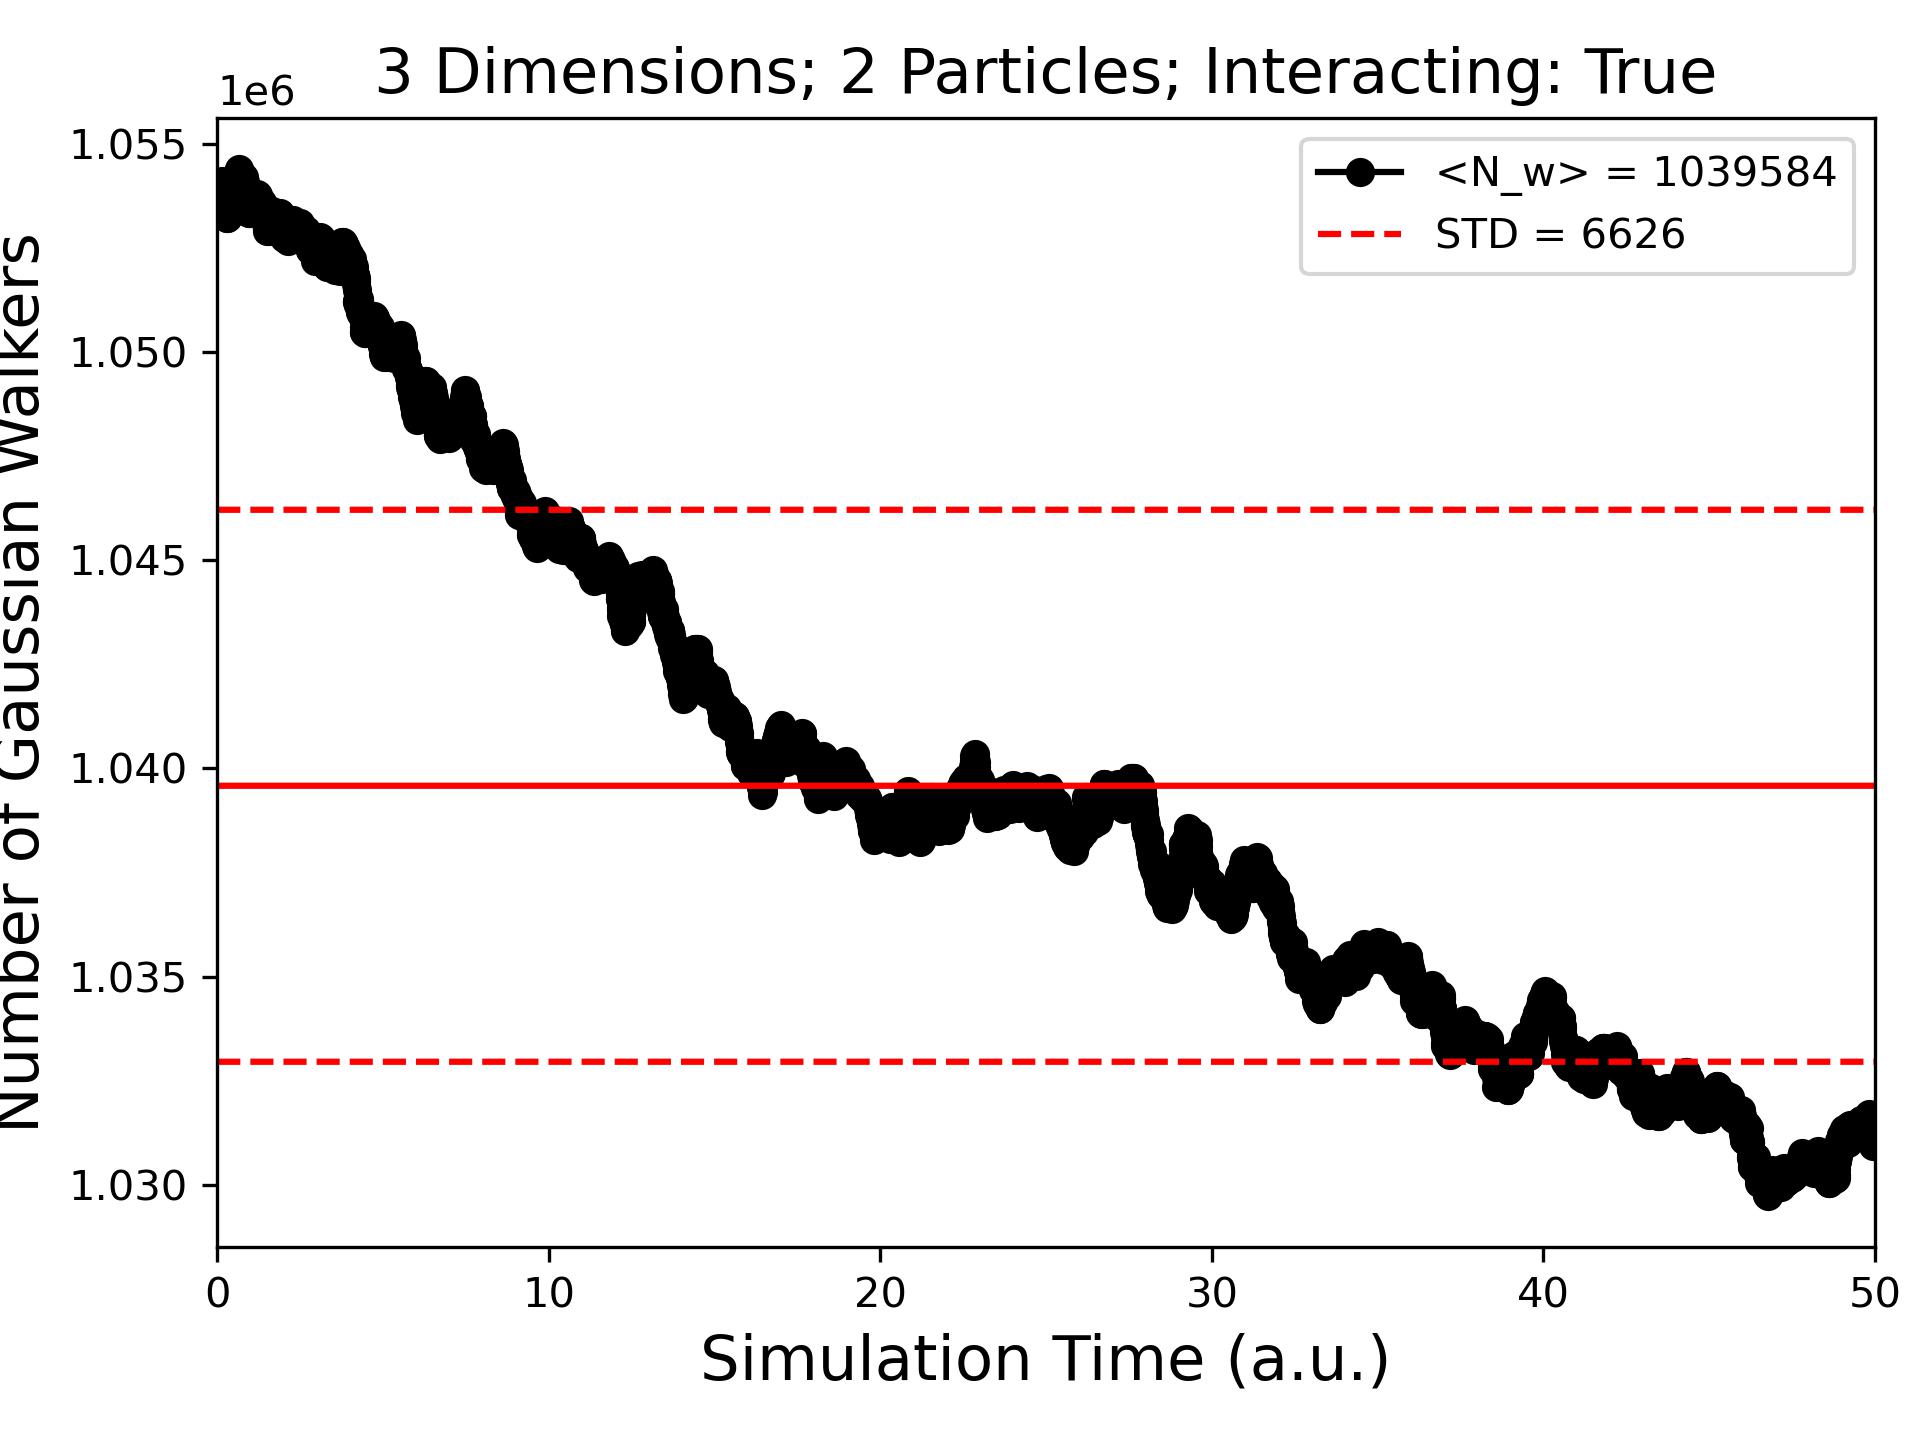 3 Dimensions; 2 Particles; Interacting: True
1e6
1.055
1.050
1.045
1.040
1.035
1.030
Number of Gaussian Walkers
<N_w> = 1039584
STD = 6626
0 10 20 30 40 50
Simulation Time (a.u.)